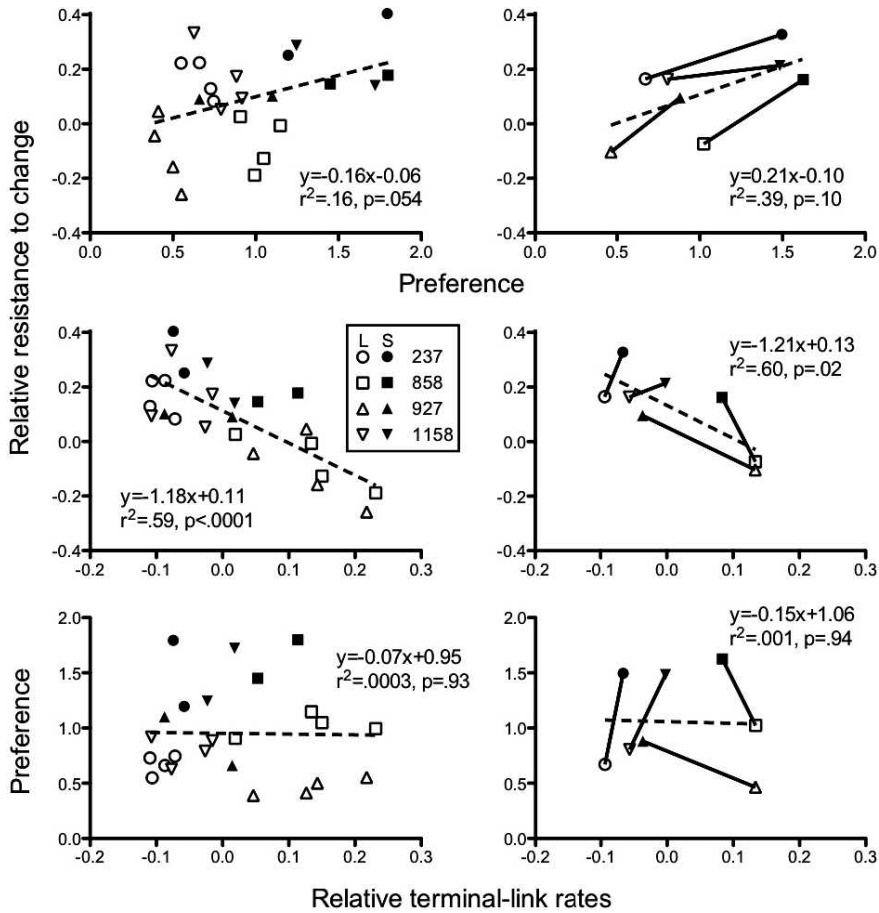 0.4
0.2
0.0
-0.2
-0.4
0.0 0.5 1.0 1.5 2.0
y=-0.16x-0.06
r²=.16, p=.054
0.4
0.2
0.0
-0.2
-0.4
0.0 0.5 1.0 1.5 2.0
y=0.21x-0.10
r²=.39, p=.10
Preference
Relative resistance to change
0.4
0.2
0.0
-0.2
-0.4
-0.2 -0.1 0.0 0.1 0.2 0.3
L S
237
858
927
1158
y=-1.18x+0.11
r²=.59, p<.0001
0.4
0.2
0.0
-0.2
-0.4
-0.2 -0.1 0.0 0.1 0.2 0.3
y=-1.21x+0.13
r²=.60, p=.02
Preference
2.0
1.5
1.0
0.5
0.0
-0.2 -0.1 0.0 0.1 0.2 0.3
y=-0.07x+0.95
r²=.0003, p=.93
2.0
1.5
1.0
0.5
0.0
-0.2 -0.1 0.0 0.1 0.2 0.3
y=-0.15x+1.06
r²=.001, p=.94
Relative terminal-link rates